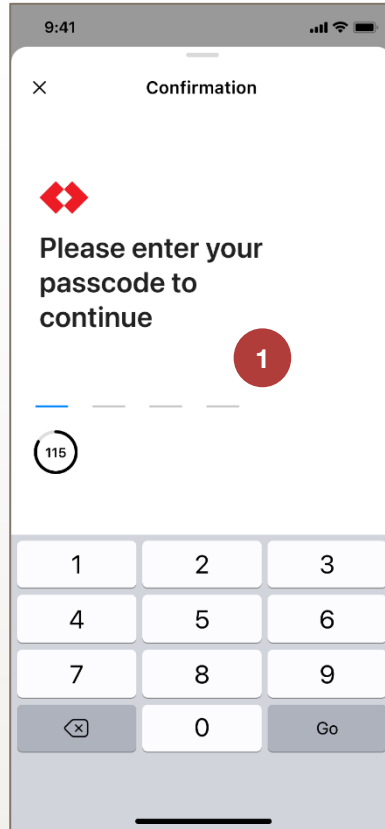 9:41
Confirmation
Please enter your
passcode to
continue
1
115
1 2 3
4 5 6
7 8 9
0 Go